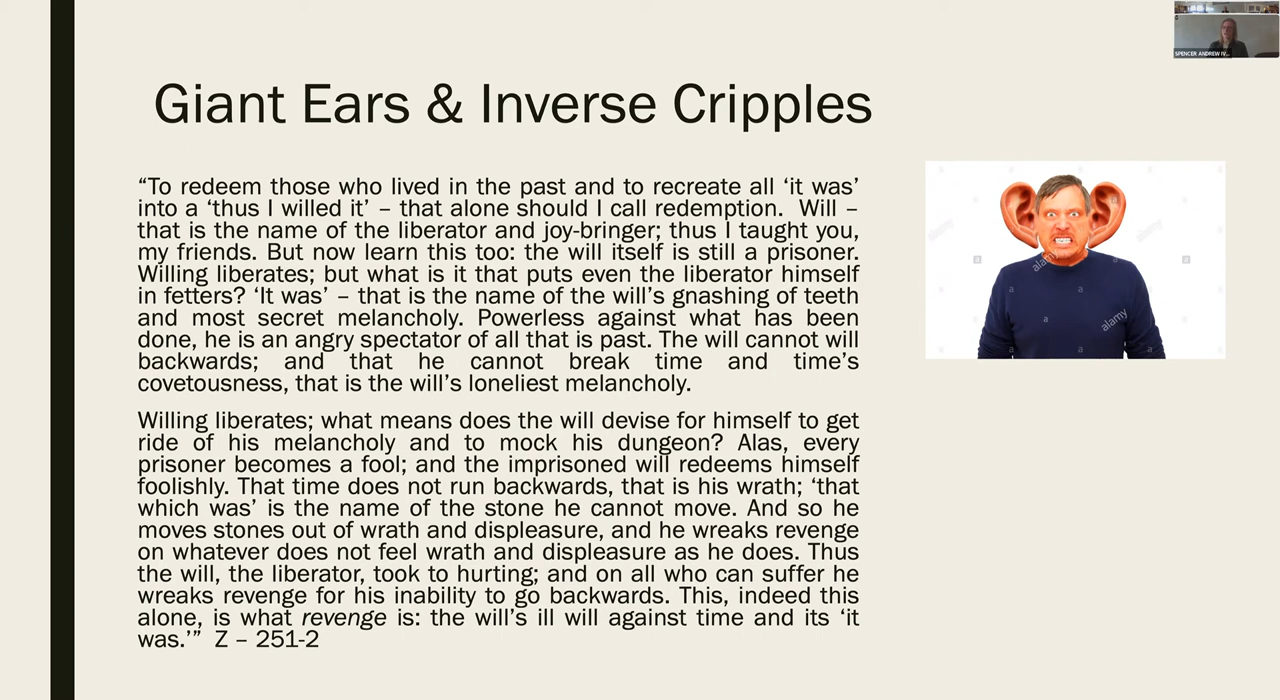 SPENCER ANDREW IV...
Giant Ears & Inverse Cripples
“To redeem those who lived in the past and to recreate all ‘it was’
into a ‘thus I willed it’ – that alone should I call redemption.  Will –
that is the name of the liberator and joy-bringer; thus I taught you,
my friends. But now learn this too: the will itself is still a prisoner.
Willing liberates; but what is it that puts even the liberator himself
in fetters? ‘It was’ – that is the name of the will’s gnashing of teeth
and most secret melancholy. Powerless against what has been
done, he is an angry spectator of all that is past. The will cannot will
backwards; and that he cannot break time and time’s
covetousness, that is the will’s loneliest melancholy.
Willing liberates; what means does the will devise for himself to get
ride of his melancholy and to mock his dungeon? Alas, every
prisoner becomes a fool; and the imprisoned will redeems himself
foolishly. That time does not run backwards, that is his wrath; ‘that
which was’ is the name of the stone he cannot move. And so he
moves stones out of wrath and displeasure, and he wreaks revenge
on whatever does not feel wrath and displeasure as he does. Thus
the will, the liberator, took to hurting; and on all who can suffer he
wreaks revenge for his inability to go backwards. This, indeed this
alone, is what revenge is: the will’s ill will against time and its ‘it
was.’”  Z – 251-2
alamy
alamy
alamy
alamy
a
a
a
a
a
a
a